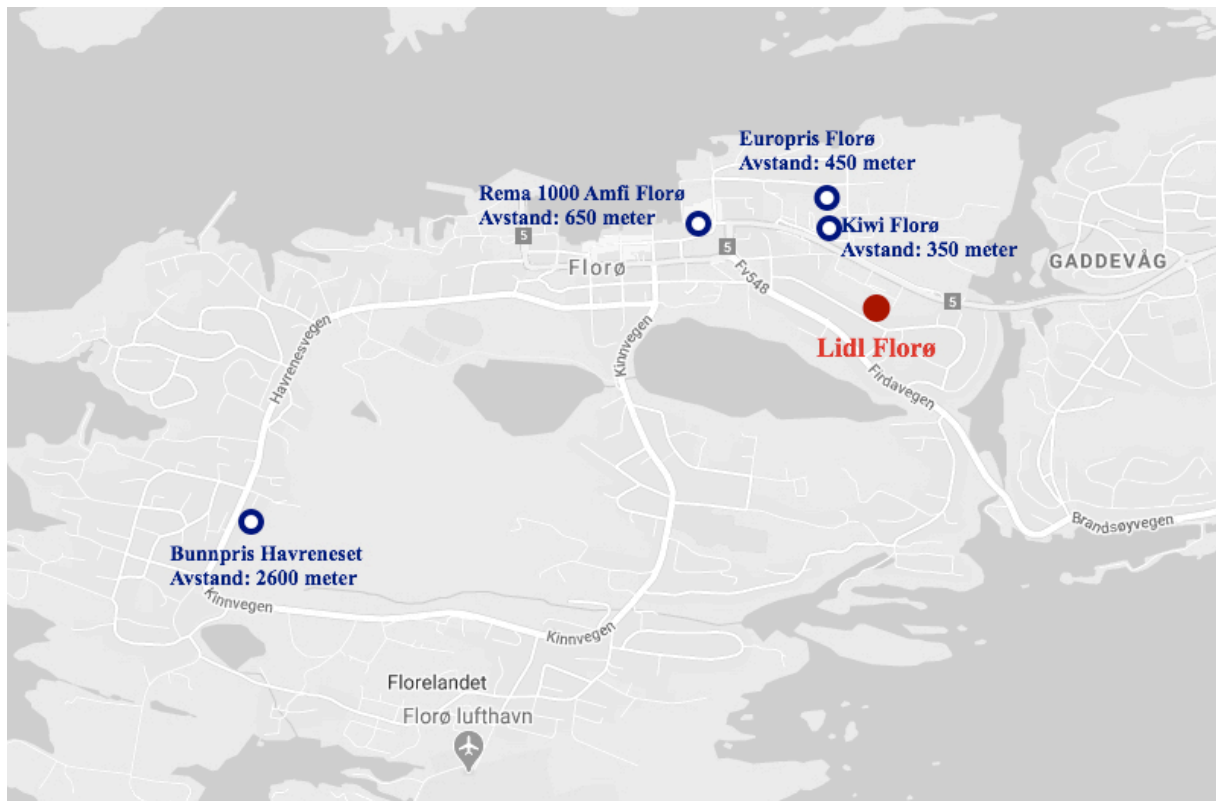 Europris Florø
Avstand: 450 meter
Rema 1000 Amfi Florø
Avstand: 650 meter
Kiwi Florø
Avstand: 350 meter
5
5
Florø
GADDEVÅG
Fv548
5
Lidl Florø
Havrenesvegen
Kinnvegen
Firdavegen
Brandsøyvegen
Bunnpris Havreneset
Avstand: 2600 meter
Kinnvegen
Kinnvegen
Florelandet
Florø lufthavn